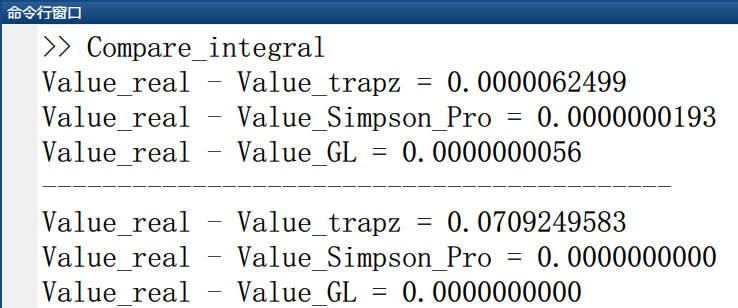 命令行窗口
>> Compare_integral
Value_real - Value_trapz = 0.0000062499
Value_real - Value_Simpson_Pro = 0.0000000193
Value_real - Value_GL = 0.0000000056
------------------------------------------
Value_real - Value_trapz = 0.0709249583
Value_real - Value_Simpson_Pro = 0.0000000000
Value_real - Value_GL = 0.0000000000